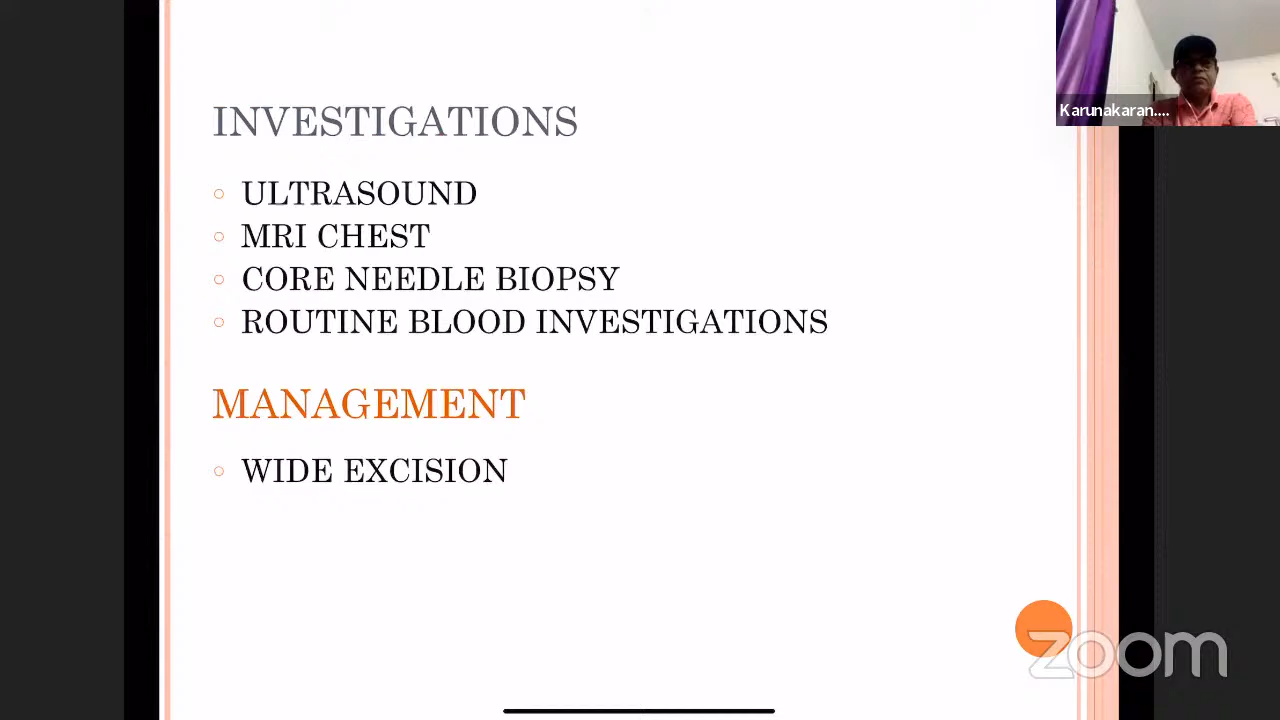 INVESTIGATIONS
ULTRASOUND
MRI CHEST
CORE NEEDLE BIOPSY
ROUTINE BLOOD INVESTIGATIONS
MANAGEMENT
WIDE EXCISION
Karunakaran....
zoom